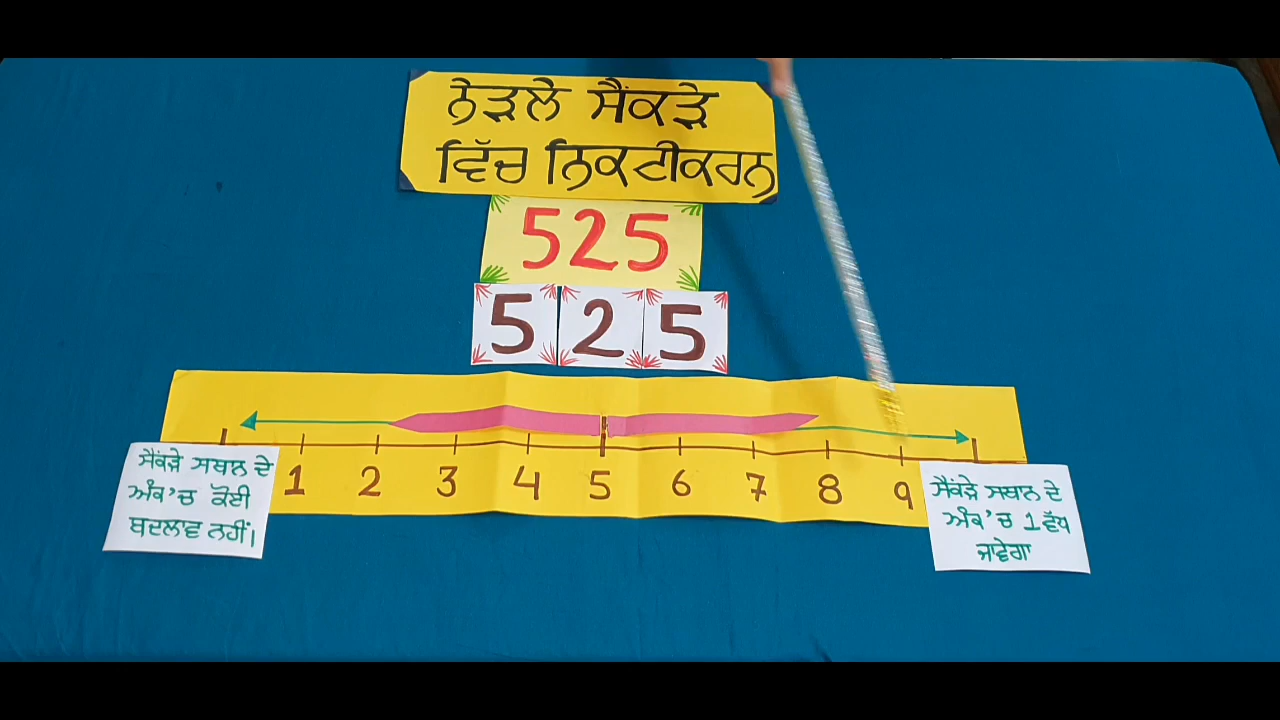 ਨੇੜਲੇ ਸੈਂਕੜੇ
ਵਿੱਚ ਨਿਕਟੀਕਰਨ
525
5 2 5
1 2 3 4 5 6 7 8 9
ਸੈਂਕੜੇ ਸਥਾਨ ਦੇ
ਅੰਕ'ਚ ਕੋਈ
ਬਦਲਾਵ ਨਹੀਂ।
ਸੈਂਕੜੇ ਸਥਾਨ ਦੇ
ਅੰਕ'ਚ 1 ਵੱਧ
ਜਾਵੇਗਾ